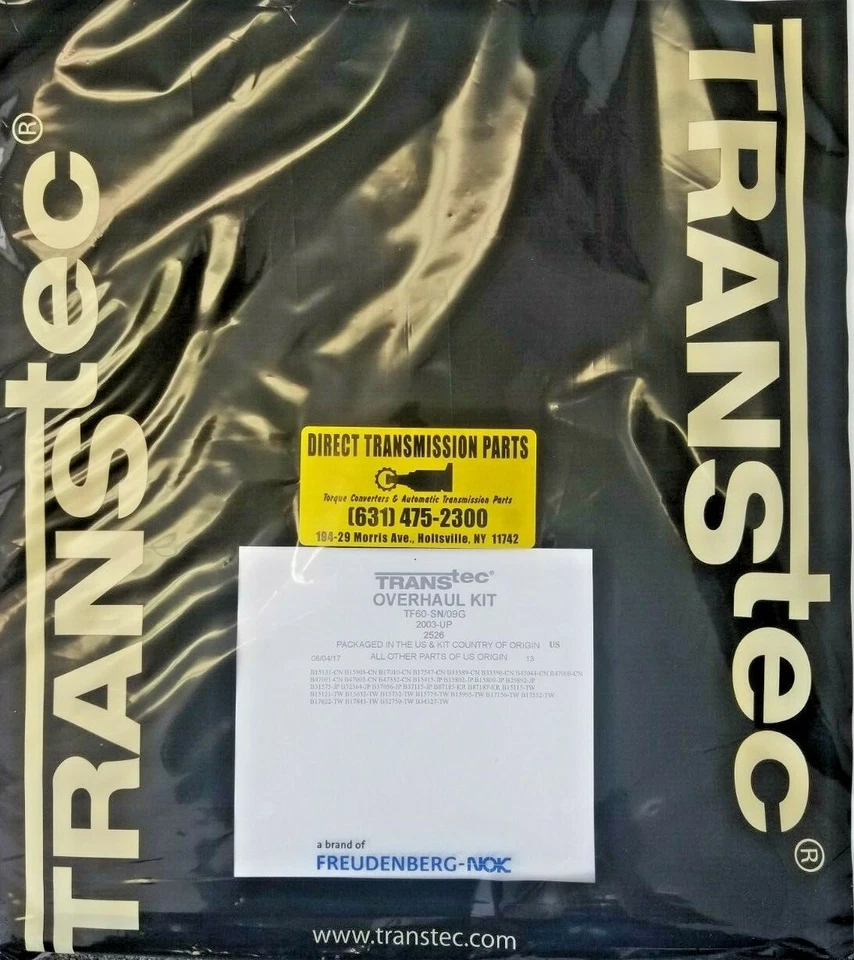 TRANStec®
TRANStec®
DIRECT TRANSMISSION PARTS
Torque Converters & Automatic Transmission Parts
(631) 475-2300
184-29 Morris Ave., Holtsville, NY 11742
TRANStec®
OVERHAUL KIT
TF60-SN/09G
2003-UP
2526
PACKAGED IN THE US & KIT COUNTRY OF ORIGIN US
06/04/17 ALL OTHER PARTS OF US ORIGIN 13
a brand of
FREUDENBERG-NOK
www.transtec.com